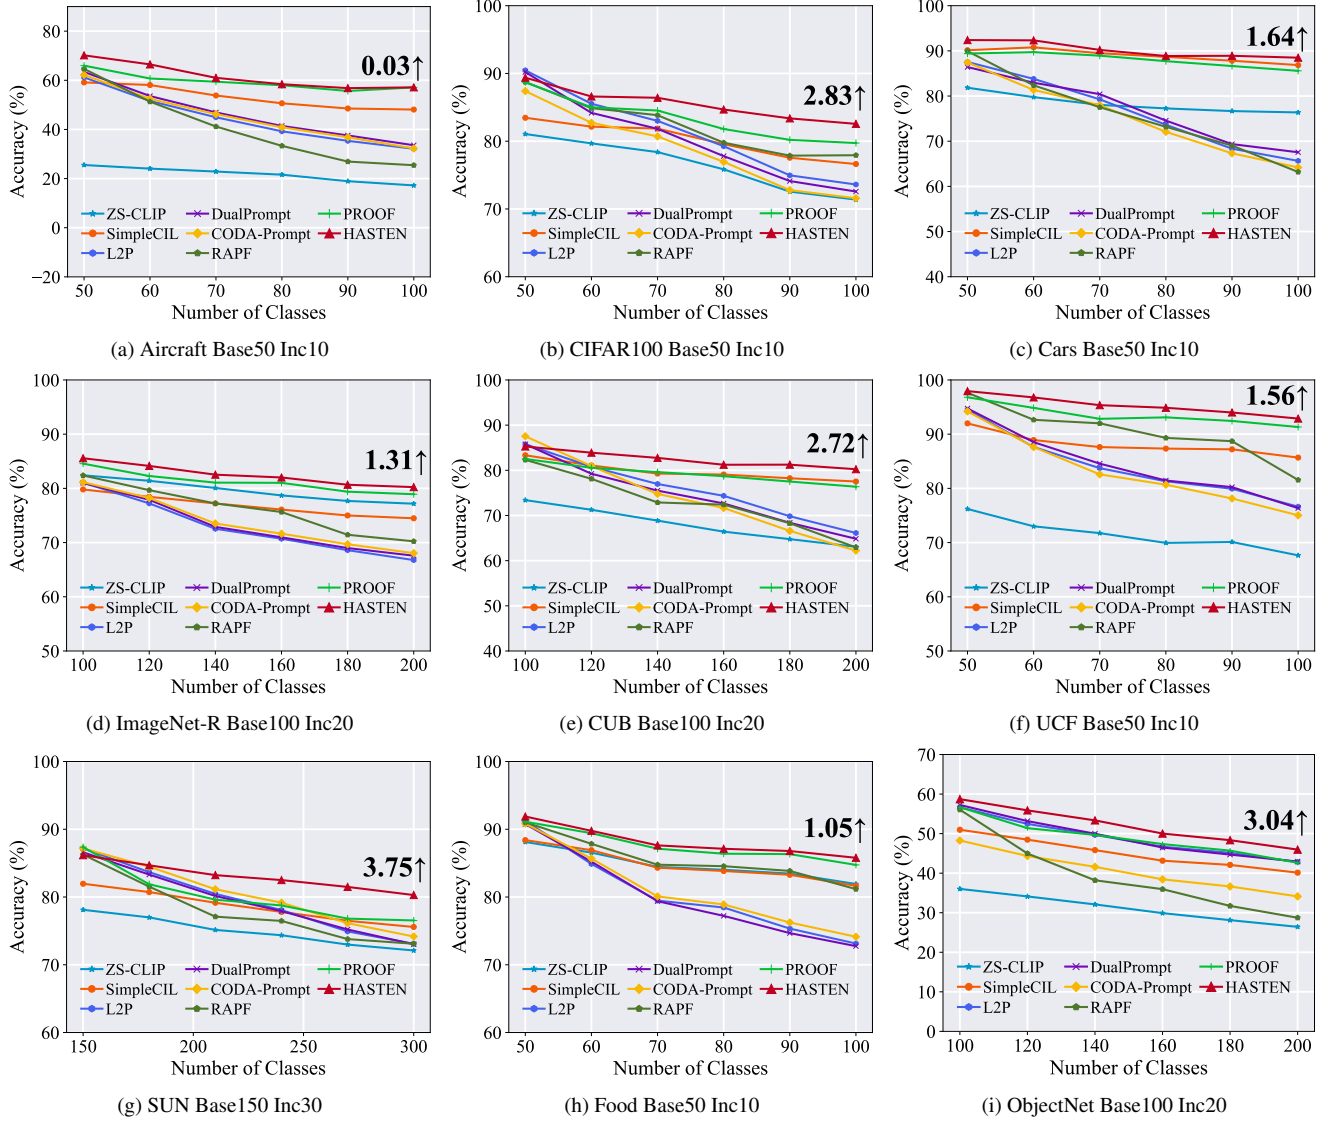 Accuracy (%)
80
60
40
20
0
−20
0.03↑
ZS-CLIP DualPrompt PROOF
SimpleCIL CODA-Prompt HASTEN
L2P RAPF
50 60 70 80 90 100
Number of Classes
(a) Aircraft Base50 Inc10
Accuracy (%)
100
90
80
70
60
2.83↑
ZS-CLIP DualPrompt PROOF
SimpleCIL CODA-Prompt HASTEN
L2P RAPF
50 60 70 80 90 100
Number of Classes
(b) CIFAR100 Base50 Inc10
Accuracy (%)
100
90
80
70
60
50
40
1.64↑
ZS-CLIP DualPrompt PROOF
SimpleCIL CODA-Prompt HASTEN
L2P RAPF
50 60 70 80 90 100
Number of Classes
(c) Cars Base50 Inc10
Accuracy (%)
100
90
80
70
60
50
1.31↑
ZS-CLIP DualPrompt PROOF
SimpleCIL CODA-Prompt HASTEN
L2P RAPF
100 120 140 160 180 200
Number of Classes
(d) ImageNet-R Base100 Inc20
Accuracy (%)
100
90
80
70
60
50
40
2.72↑
ZS-CLIP DualPrompt PROOF
SimpleCIL CODA-Prompt HASTEN
L2P RAPF
100 120 140 160 180 200
Number of Classes
(e) CUB Base100 Inc20
Accuracy (%)
100
90
80
70
60
50
1.56↑
ZS-CLIP DualPrompt PROOF
SimpleCIL CODA-Prompt HASTEN
L2P RAPF
50 60 70 80 90 100
Number of Classes
(f) UCF Base50 Inc10
Accuracy (%)
100
90
80
70
60
3.75↑
ZS-CLIP DualPrompt PROOF
SimpleCIL CODA-Prompt HASTEN
L2P RAPF
150 200 250 300
Number of Classes
(g) SUN Base150 Inc30
Accuracy (%)
100
90
80
70
60
1.05↑
ZS-CLIP DualPrompt PROOF
SimpleCIL CODA-Prompt HASTEN
L2P RAPF
50 60 70 80 90 100
Number of Classes
(h) Food Base50 Inc10
Accuracy (%)
70
60
50
40
30
20
10
0
3.04↑
ZS-CLIP DualPrompt PROOF
SimpleCIL CODA-Prompt HASTEN
L2P RAPF
100 120 140 160 180 200
Number of Classes
(i) ObjectNet Base100 Inc20